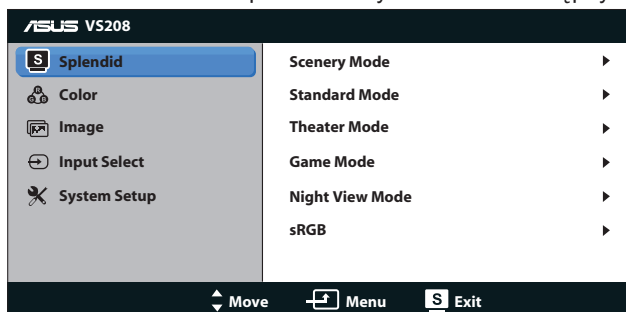 ASUS VS208
S Splendid
Color
Image
Input Select
System Setup
Scenery Mode
Standard Mode
Theater Mode
Game Mode
Night View Mode
sRGB
Move Menu S Exit